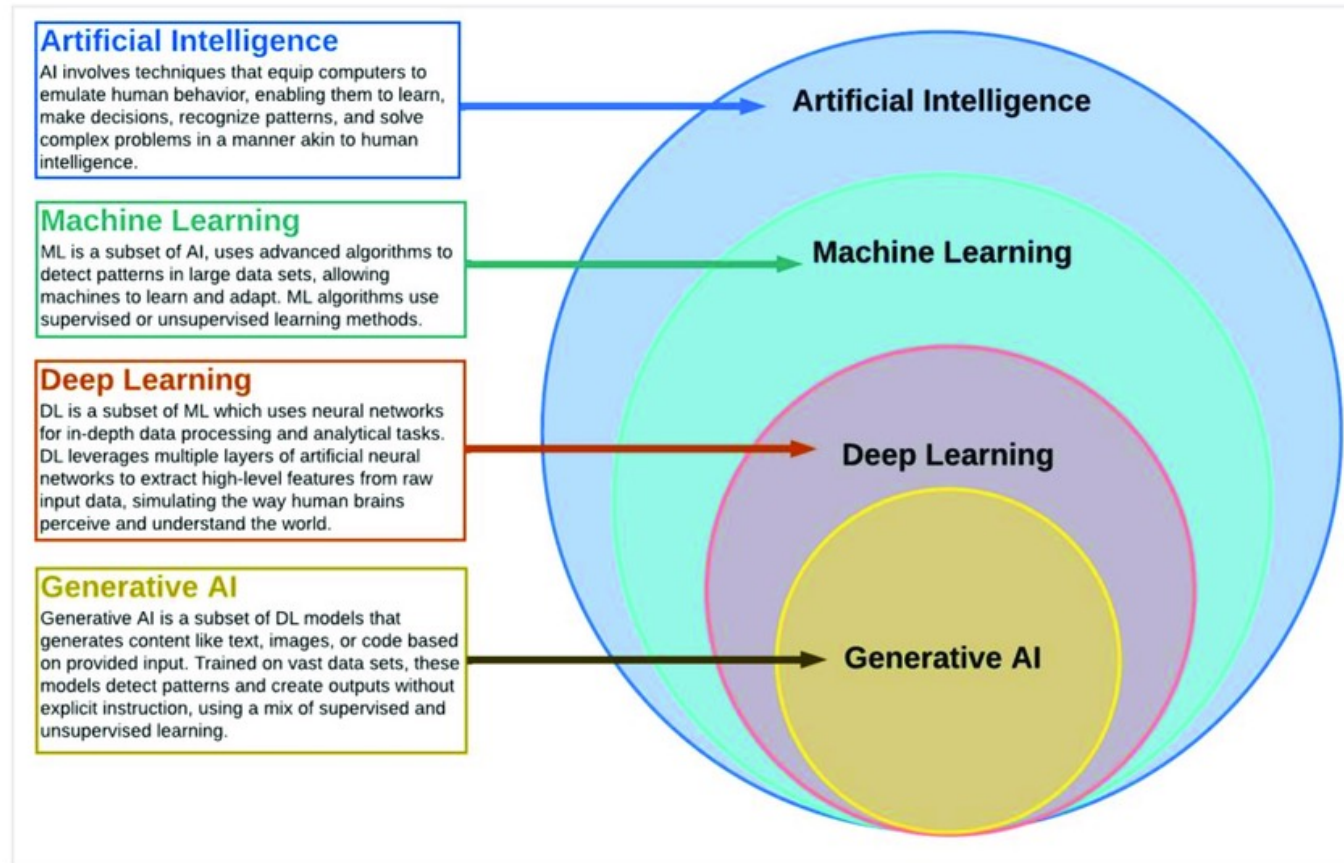 Artificial Intelligence
AI involves techniques that equip computers to
emulate human behavior, enabling them to learn,
make decisions, recognize patterns, and solve
complex problems in a manner akin to human
intelligence.
Machine Learning
ML is a subset of AI, uses advanced algorithms to
detect patterns in large data sets, allowing
machines to learn and adapt. ML algorithms use
supervised or unsupervised learning methods.
Deep Learning
DL is a subset of ML which uses neural networks
for in-depth data processing and analytical tasks.
DL leverages multiple layers of artificial neural
networks to extract high-level features from raw
input data, simulating the way human brains
perceive and understand the world.
Generative AI
Generative AI is a subset of DL models that
generates content like text, images, or code based
on provided input. Trained on vast data sets, these
models detect patterns and create outputs without
explicit instruction, using a mix of supervised and
unsupervised learning.
Artificial Intelligence
Machine Learning
Deep Learning
Generative AI